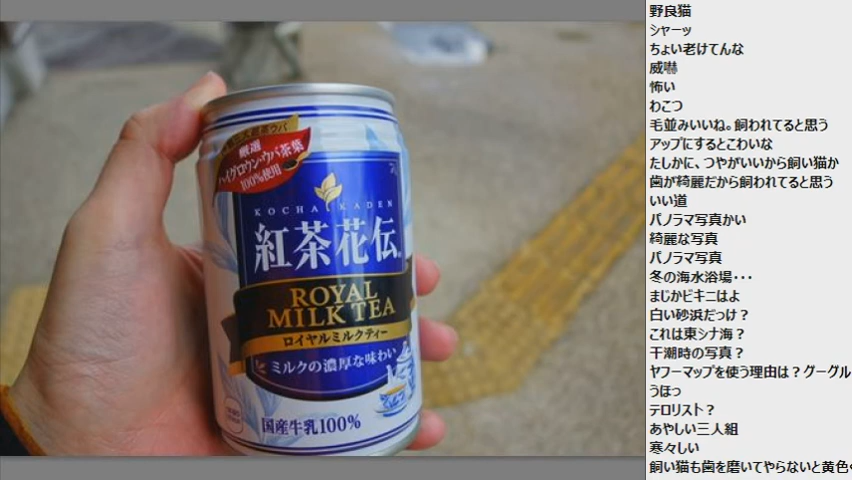 厳選
ハイグロウン・ウバ茶葉
100%使用
KOCHA KADEN
紅茶花伝
ROYAL
MILK TEA
ロイヤルミルクティー
ミルクの濃厚な味わい
国産牛乳100%
野良猫
シャーッ
ちょい老けてんな
威嚇
怖い
わこつ
毛並みいいね。飼われてると思う
アップにするとこわいな
たしかに、つやがいいから飼い猫か
歯が綺麗だから飼われてると思う
いい道
パノラマ写真かい
綺麗な写真
パノラマ写真
冬の海水浴場・・・
まじかビキニはよ
白い砂浜だっけ？
これは東シナ海？
干潮時の写真？
ヤフーマップを使う理由は？グーグル
うほっ
テロリスト？
あやしい三人組
寒々しい
飼い猫も歯を磨いてやらないと黄色く